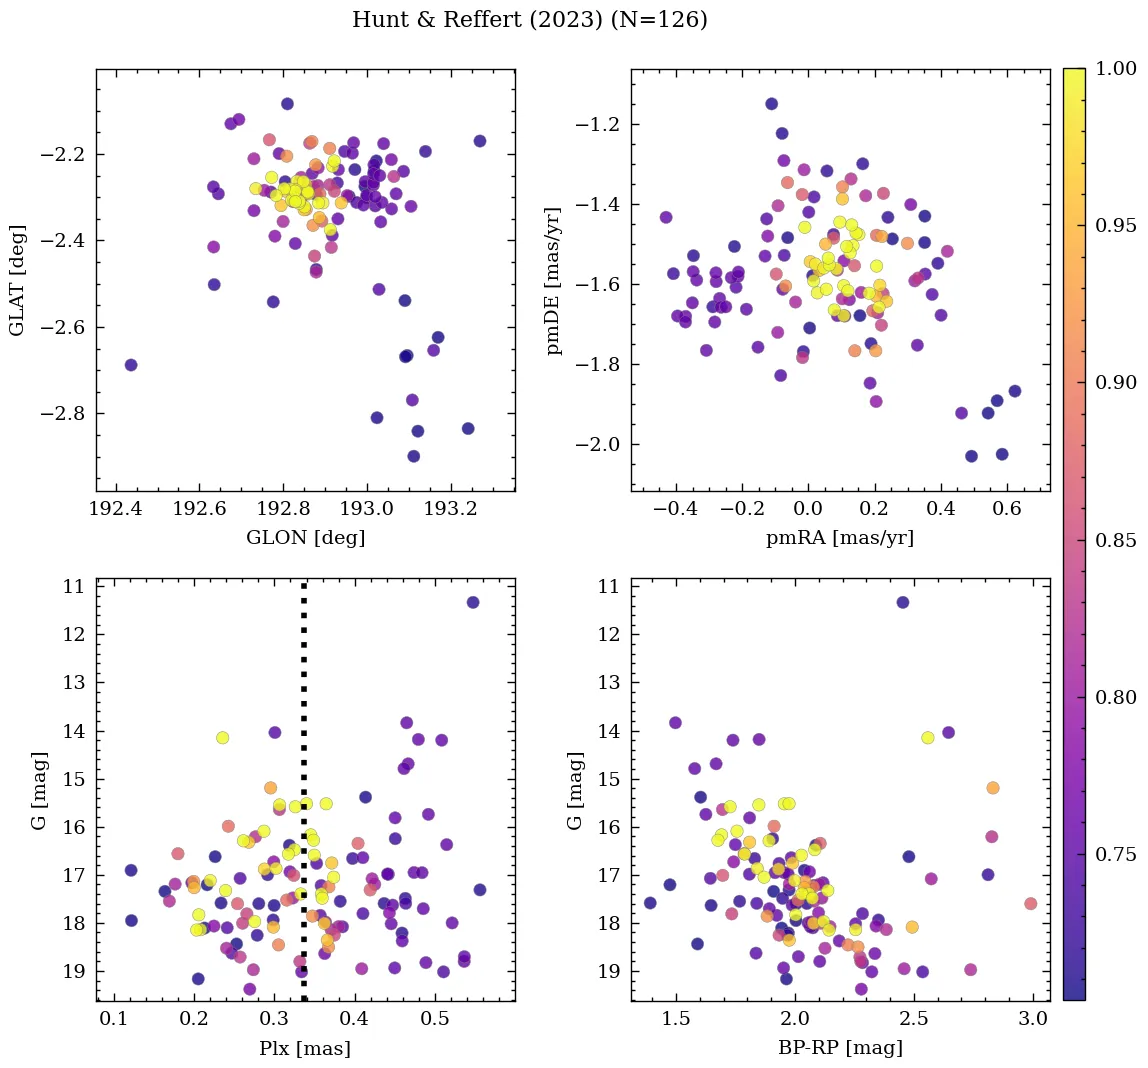 Hunt & Reffert (2023) (N=126)
−2.2
−2.4
−2.6
−2.8
GLAT [deg]
192.4 192.6 192.8 193.0 193.2
GLON [deg]
−1.2
−1.4
−1.6
−1.8
−2.0
pmDE [mas/yr]
−0.4 −0.2 0.0 0.2 0.4 0.6
pmRA [mas/yr]
11
12
13
14
15
16
17
18
19
G [mag]
0.1 0.2 0.3 0.4 0.5
Plx [mas]
11
12
13
14
15
16
17
18
19
G [mag]
1.5 2.0 2.5 3.0
BP-RP [mag]
1.00
0.95
0.90
0.85
0.80
0.75